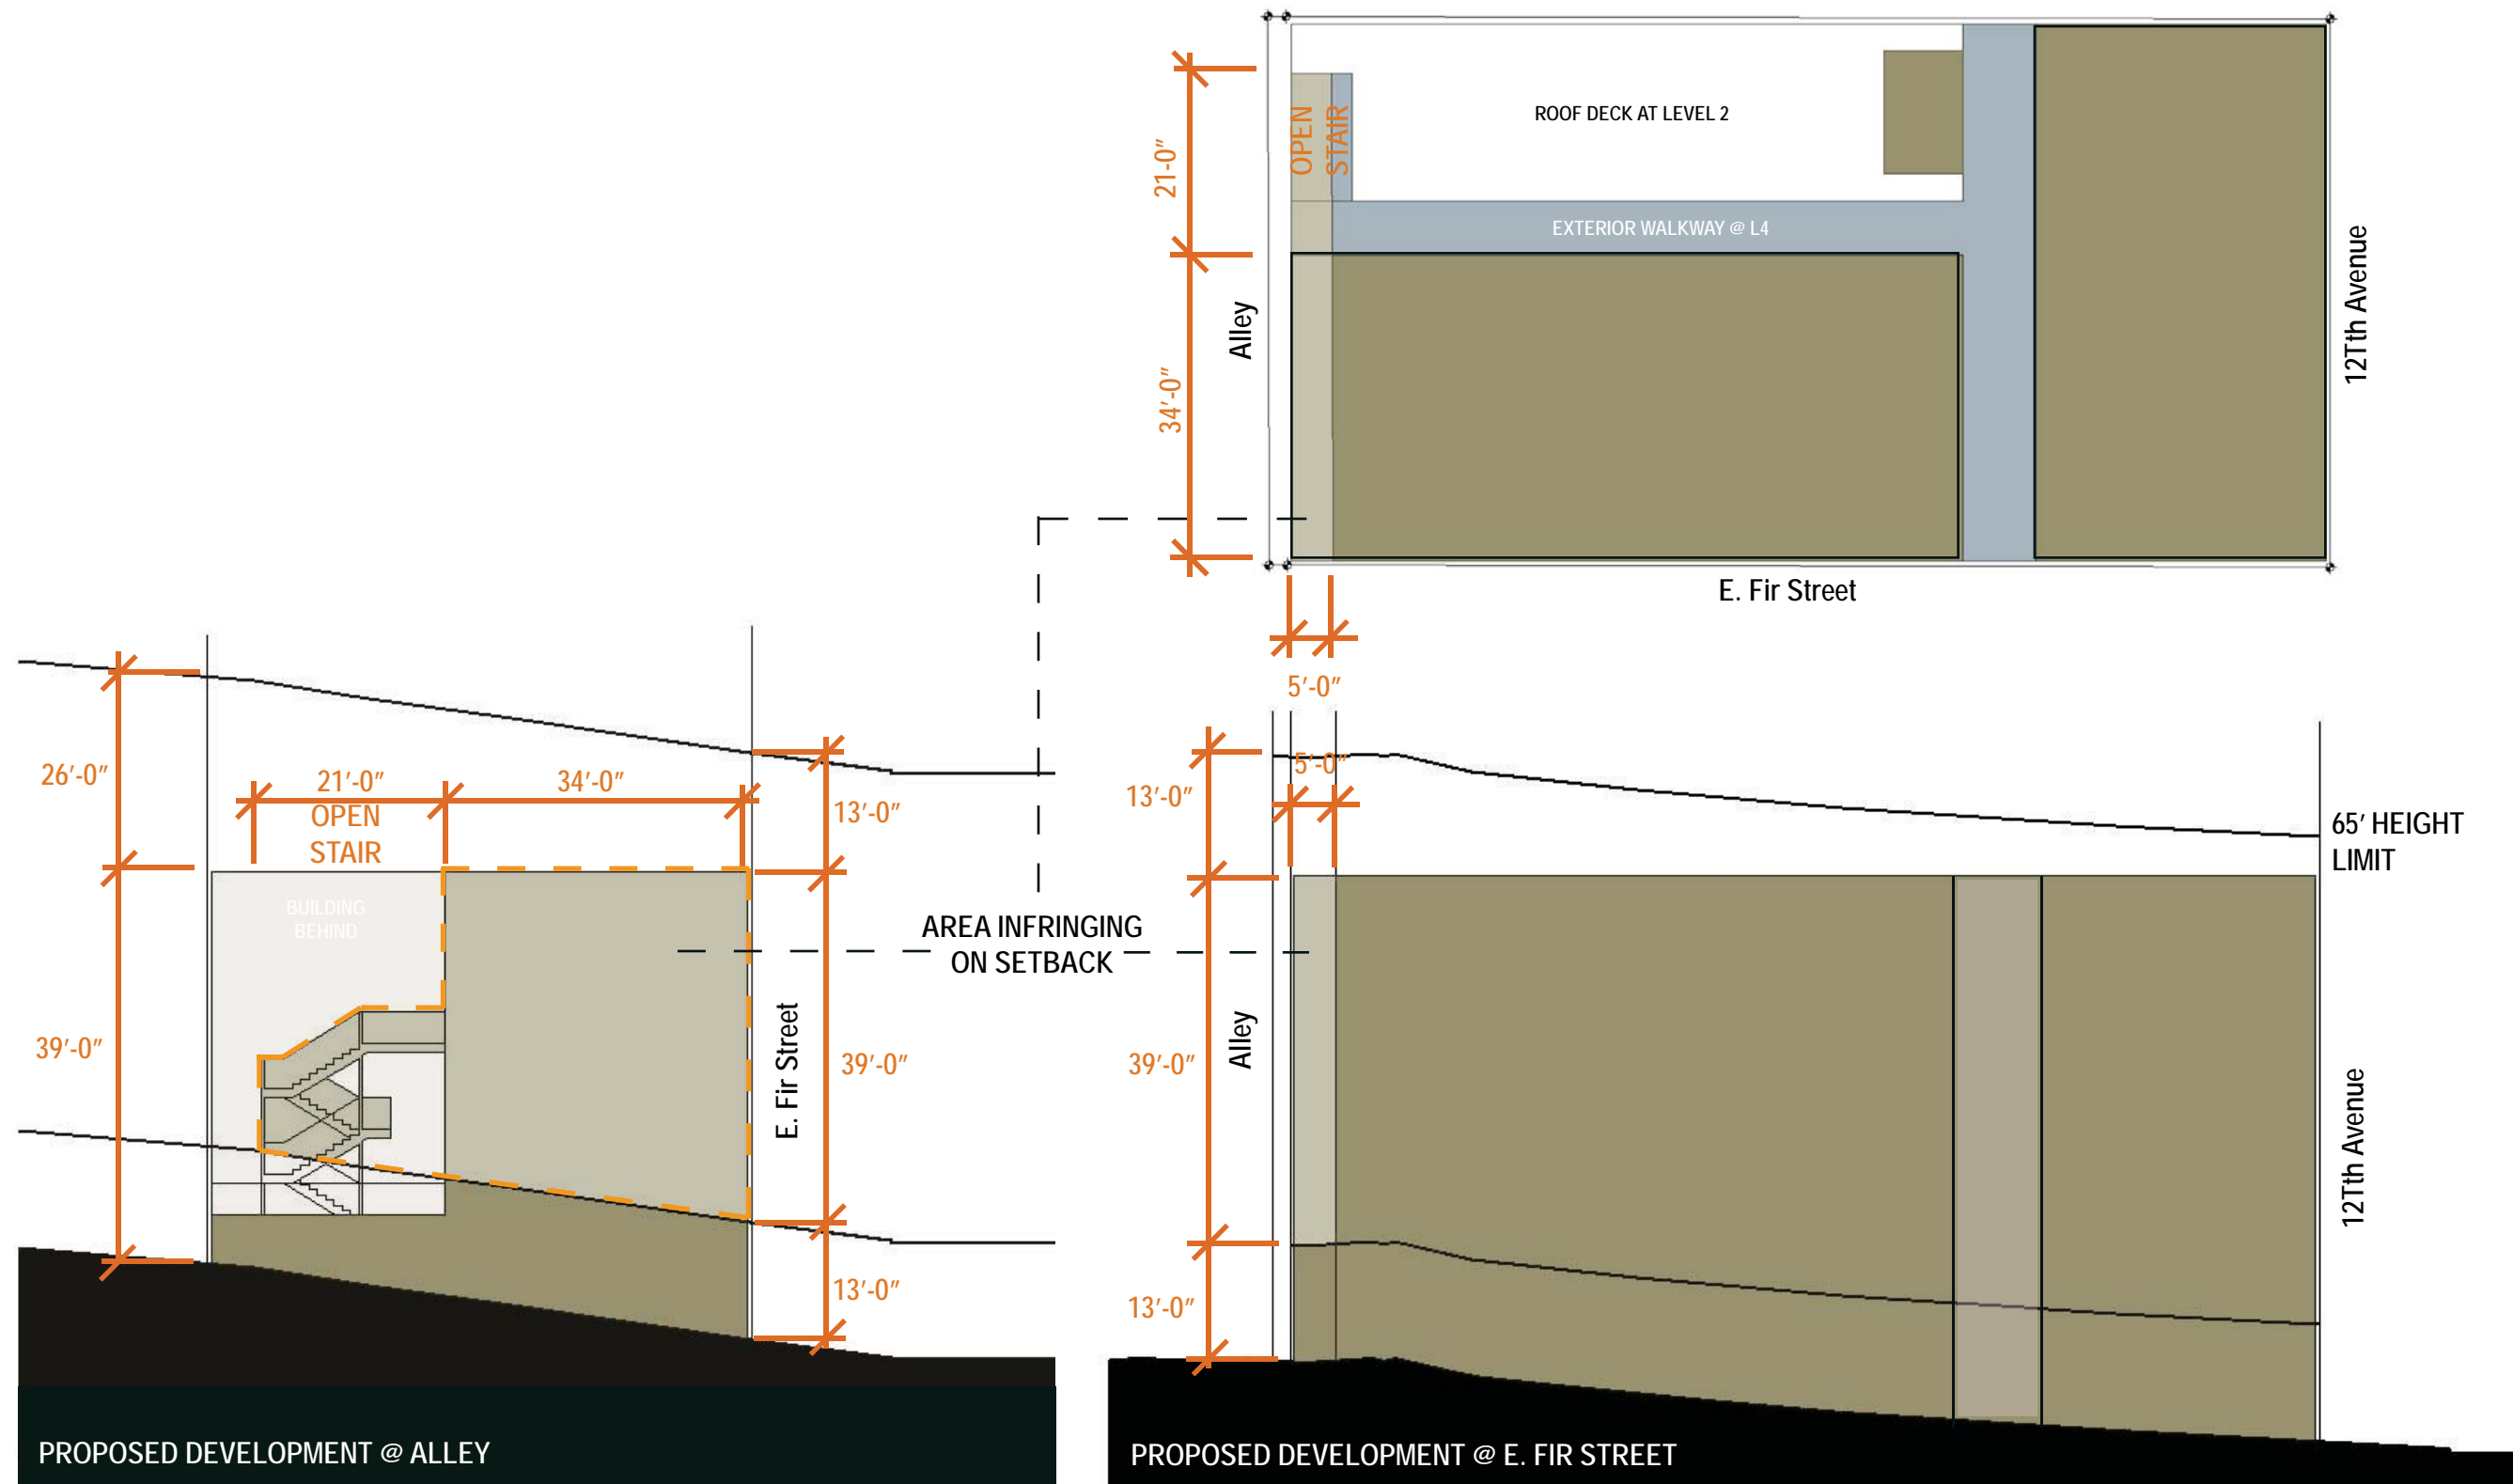 21-0"
OPEN
STAIR
ROOF DECK AT LEVEL 2
EXTERIOR WALKWAY @ L4
12Tth Avenue
Alley
34'-0"
E. Fir Street
5'-0"
26'-0"
21'-0"
34'-0"
OPEN
STAIR
13'-0"
BUILDING
BEHIND
39'-0"
E. Fir Street
39'-0"
13'-0"
AREA INFRINGING
ON SETBACK
PROPOSED DEVELOPMENT @ ALLEY
13'-0"
5'-0"
65' HEIGHT
LIMIT
Alley
39'-0"
13'-0"
12Tth Avenue
PROPOSED DEVELOPMENT @ E. FIR STREET